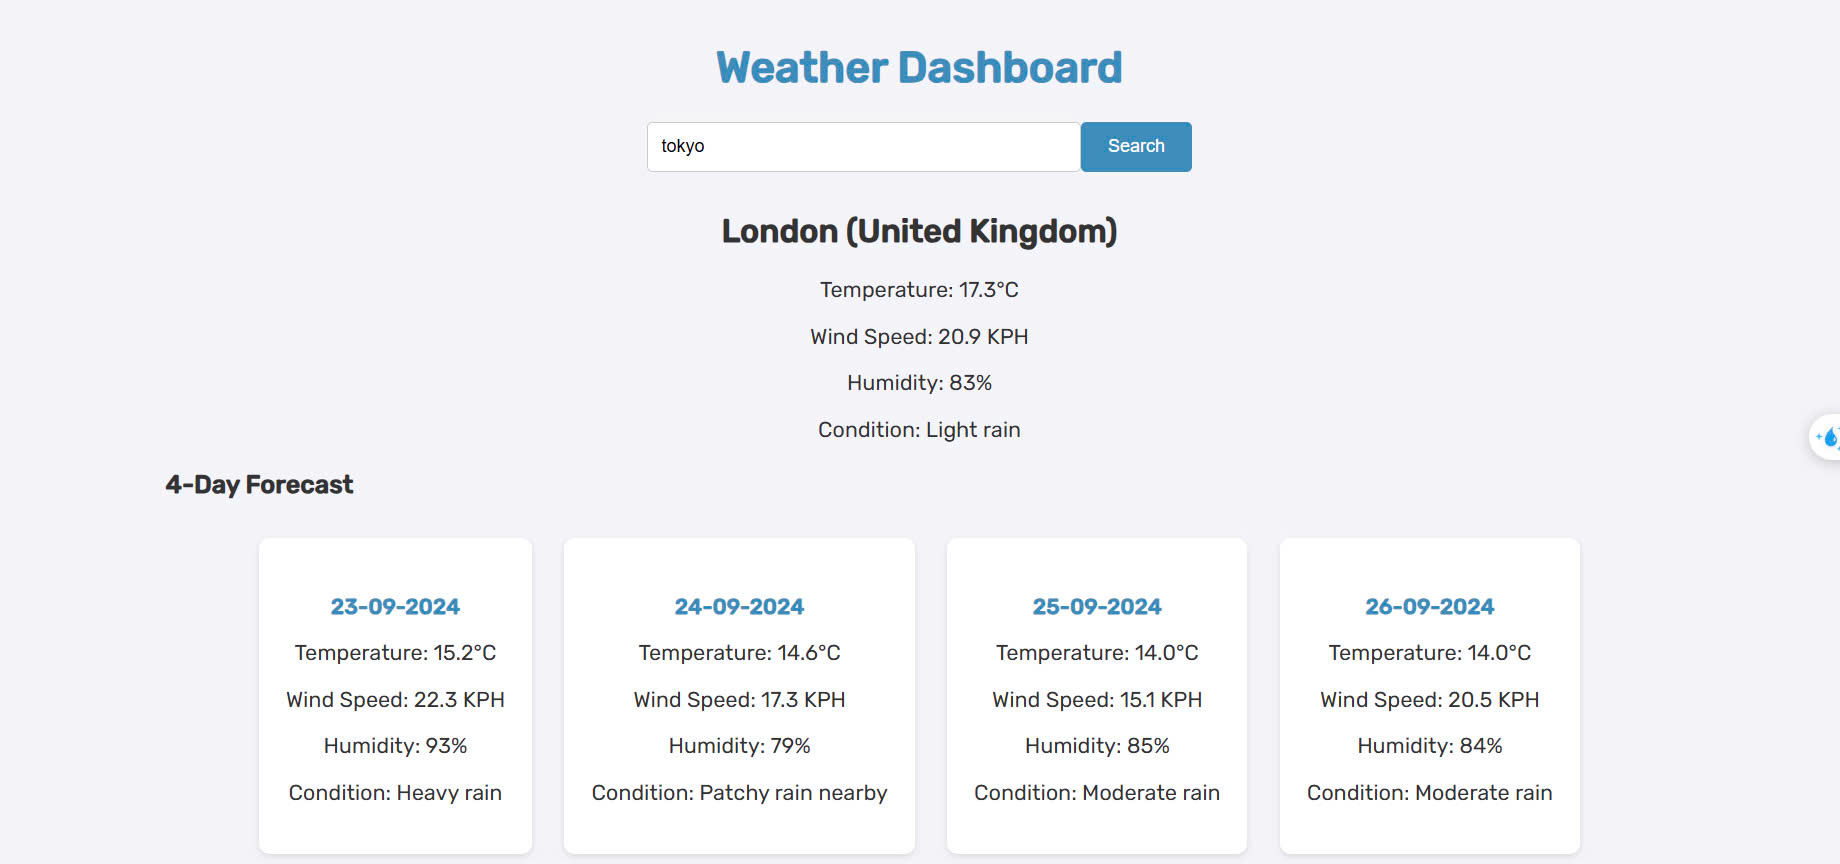 Weather Dashboard
tokyo
Search
London (United Kingdom)
Temperature: 17.3°C
Wind Speed: 20.9 KPH
Humidity: 83%
Condition: Light rain
4-Day Forecast
23-09-2024
Temperature: 15.2°C
Wind Speed: 22.3 KPH
Humidity: 93%
Condition: Heavy rain
24-09-2024
Temperature: 14.6°C
Wind Speed: 17.3 KPH
Humidity: 79%
Condition: Patchy rain nearby
25-09-2024
Temperature: 14.0°C
Wind Speed: 15.1 KPH
Humidity: 85%
Condition: Moderate rain
26-09-2024
Temperature: 14.0°C
Wind Speed: 20.5 KPH
Humidity: 84%
Condition: Moderate rain